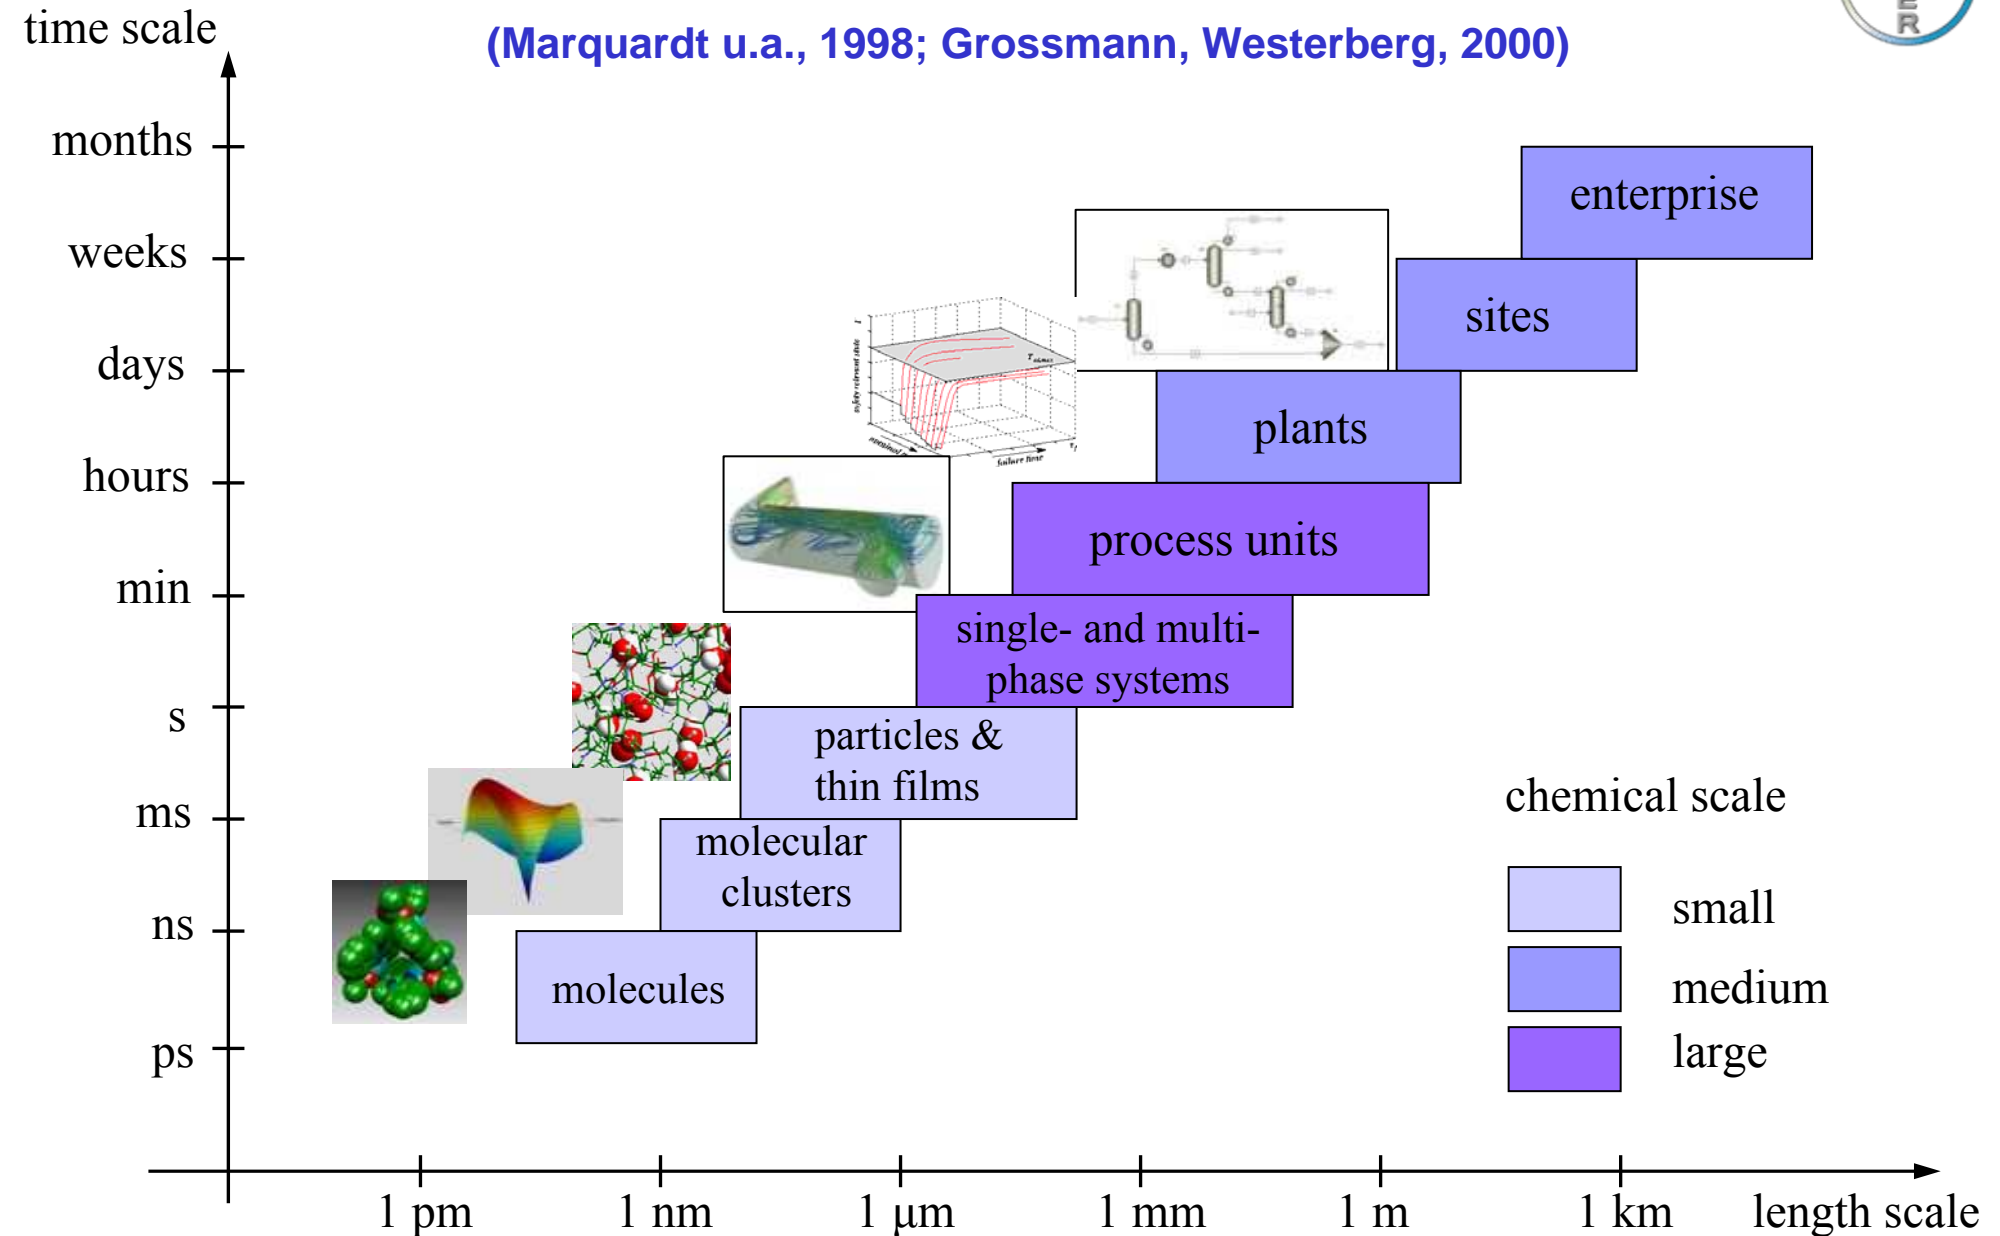 E
R
time scale
(Marquardt u.a., 1998; Grossmann, Westerberg, 2000)
months
enterprise
weeks
sites
days
plants
hours
failure time
process units
min
single- and multi-
phase systems
s
particles &
thin films
ms
molecular
clusters
ns
molecules
ps
chemical scale
small
medium
large
1 pm
1 nm
1 μm
1 mm
1 m
1 km
length scale